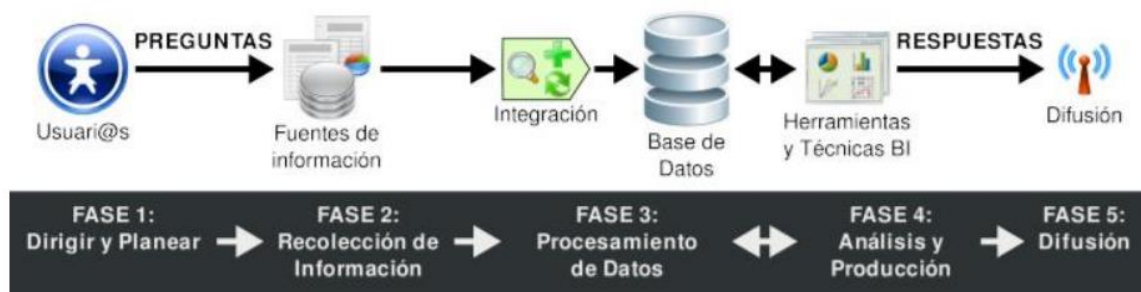 PREGUNTAS
RESPUESTAS
Usuari@s
Fuentes de
información
Integración
Base de
Datos
Herramientas
y Técnicas BI
Difusión
FASE 1:
Dirigir y Planear
FASE 2:
Recolección de
Información
FASE 3:
Procesamiento
de Datos
FASE 4:
Análisis y
Producción
FASE 5:
Difusión